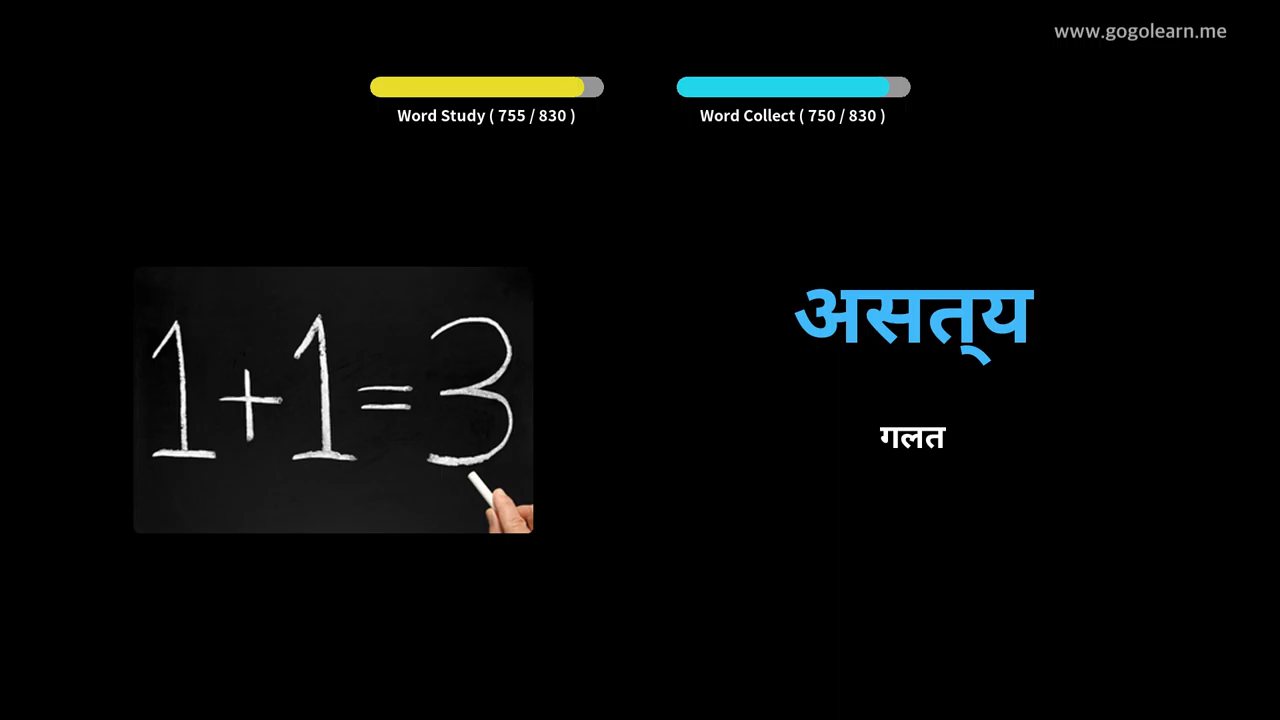 www.gogolearn.me
Word Study ( 755 / 830 )
Word Collect ( 750 / 830 )
1+1=3
असत्‌य
गलत